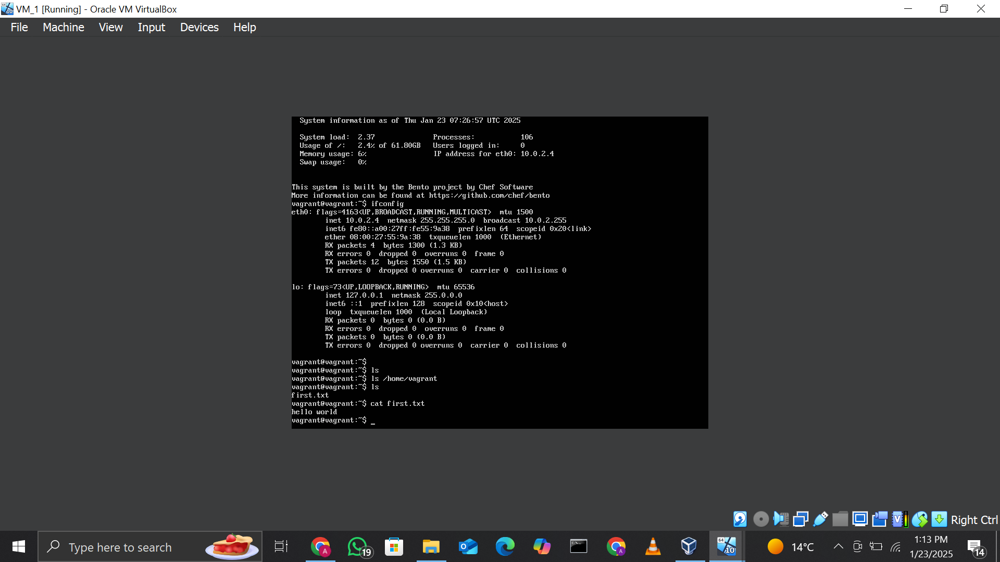 VM_1 [Running] - Oracle VM VirtualBox
File Machine View Input Devices Help
System information as of Thu Jan 23 07:26:57 UTC 2025
System load: 2.37 Processes: 106
Usage of /: 2.4% of 61.80GB Users logged in: 0
Memory usage: 6% IP address for eth0: 10.0.2.4
Swap usage: 0%
This system is built by the Bento project by Chef Software
More information can be found at https://github.com/chef/bento
vagrant@vagrant:~$ ifconfig
eth0: flags=4163<UP,BROADCAST,RUNNING,MULTICAST> mtu 1500
inet 10.0.2.4 netmask 255.255.255.0 broadcast 10.0.2.255
inet6 fe80::a00:27ff:fe55:9a38 prefixlen 64 scopeid 0x20<link>
ether 08:00:27:55:9a:38 txqueuelen 1000 (Ethernet)
RX packets 4 bytes 1300 (1.3 KB)
RX errors 0 dropped 0 overruns 0 frame 0
TX packets 12 bytes 1550 (1.5 KB)
TX errors 0 dropped 0 overruns 0 carrier 0 collisions 0
lo: flags=73<UP,LOOPBACK,RUNNING> mtu 65536
inet 127.0.0.1 netmask 255.0.0.0
inet6 ::1 prefixlen 128 scopeid 0x10<host>
loop txqueuelen 1000 (Local Loopback)
RX packets 0 bytes 0 (0.0 B)
RX errors 0 dropped 0 overruns 0 frame 0
TX packets 0 bytes 0 (0.0 B)
TX errors 0 dropped 0 overruns 0 carrier 0 collisions 0
vagrant@vagrant:~$
vagrant@vagrant:~$ ls
vagrant@vagrant:~$ ls /home/vagrant
vagrant@vagrant:~$ ls
first.txt
vagrant@vagrant:~$ cat first.txt
hello world
vagrant@vagrant:~$ _
Right Ctrl
Type here to search
19
64
10
14°C
1:13 PM
1/23/2025
14